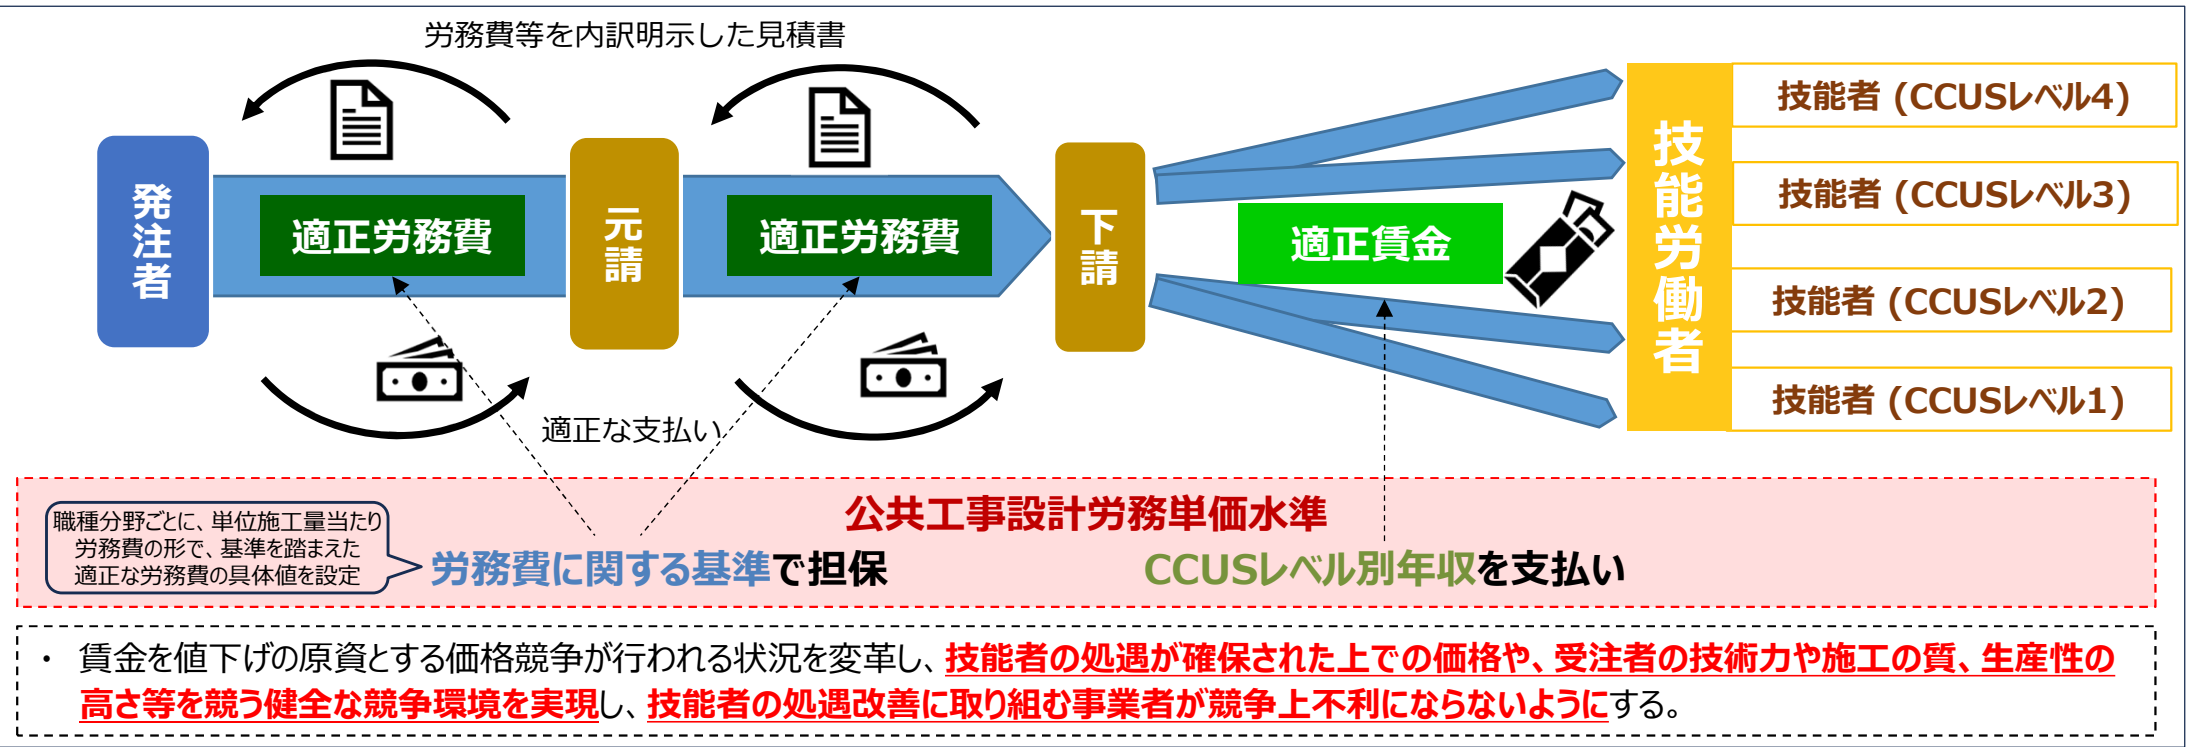 労務費等を内訳明示した見積書
発注者
適正労務費
元請
適正労務費
下請
適正賃金
技能労働者
技能者 (CCUSレベル4)
技能者 (CCUSレベル3)
技能者 (CCUSレベル2)
技能者 (CCUSレベル1)
適正な支払い
公共工事設計労務単価水準
職種分野ごとに、単位施工量当たり
労務費の形で、基準を踏まえた
適正な労務費の具体値を設定
労務費に関する基準で担保
CCUSレベル別年収を支払い
・ 賃金を値下げの原資とする価格競争が行われる状況を変革し、技能者の処遇が確保された上での価格や、受注者の技術力や施工の質、生産性の
高さ等を競う健全な競争環境を実現し、技能者の処遇改善に取り組む事業者が競争上不利にならないようにする。